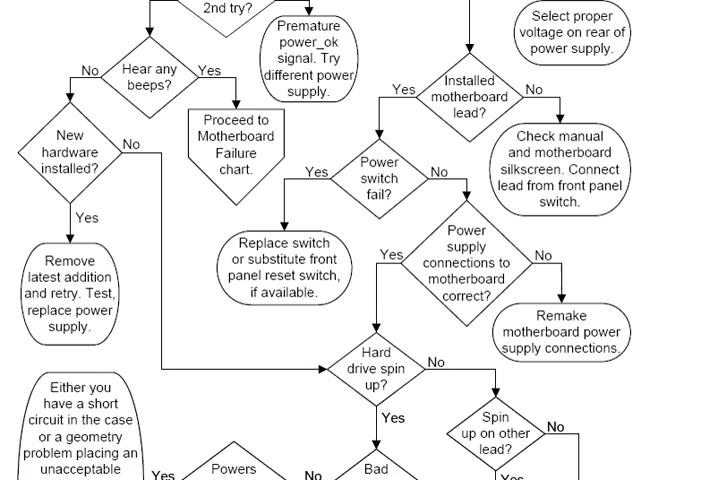 2nd try?
Premature
power_ok
signal. Try
different power
supply.
Select proper
voltage on rear of
power supply.
No
Hear any
beeps?
Yes
Yes
Installed
motherboard
lead?
No
New
hardware
installed?
No
Proceed to
Motherboard
Failure
chart.
Check manual
and motherboard
silkscreen. Connect
lead from front panel
switch.
Yes
Power
switch
fail?
No
Yes
Replace switch
or substitute front
panel reset switch,
if available.
Yes
Power
supply
connections to
motherboard
correct?
No
Remove
latest addition
and retry. Test,
replace power
supply.
Remake
motherboard power
supply connections.
Hard
drive spin
up?
No
Yes
Either you
have a short
circuit in the case
or a geometry
problem placing an
unacceptable
Spin
up on other
lead?
No
Yes
Yes
Powers
No
Bad